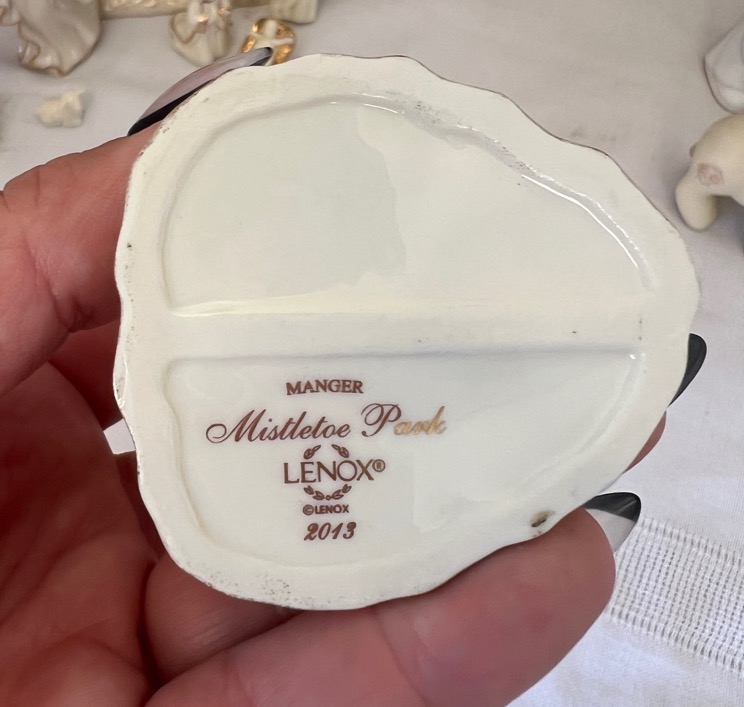 MANGER
Mistletoe Park
LENOX®
©LENOX
2013